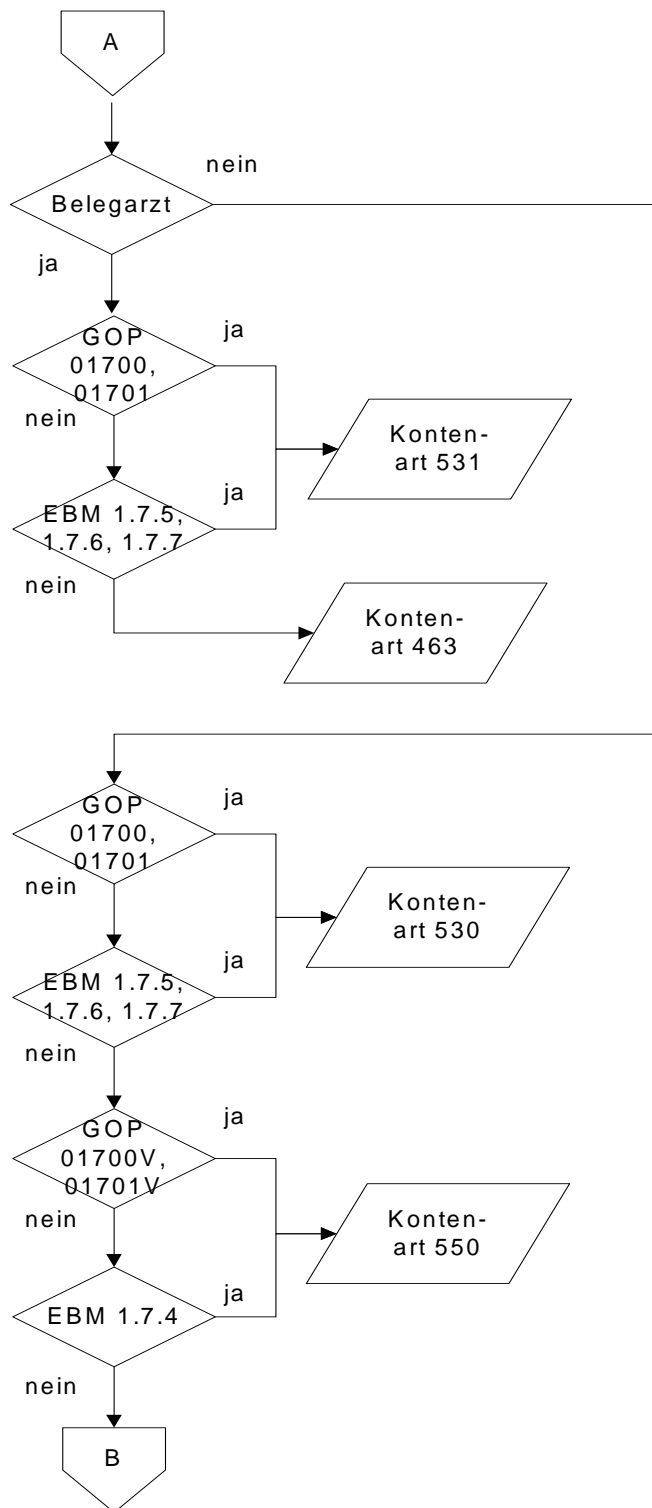 A
nein
Belegarzt
ja
GOP
01700,
01701
ja
nein
Konten-
art 531
EBM 1.7.5,
1.7.6, 1.7.7
ja
nein
Konten-
art 463
GOP
01700,
01701
ja
nein
Konten-
art 530
EBM 1.7.5,
1.7.6, 1.7.7
ja
nein
GOP
01700V,
01701V
ja
nein
Konten-
art 550
EBM 1.7.4
ja
nein
B